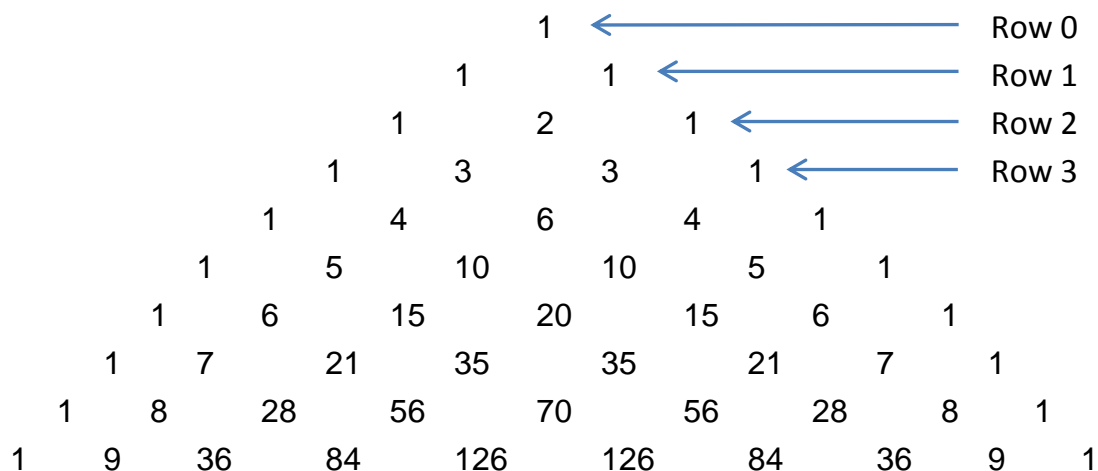 1 Row 0
1 1 Row 1
1 2 1 Row 2
1 3 3 1 Row 3
1 4 6 4 1
1 5 10 10 5 1
1 6 15 20 15 6 1
1 7 21 35 35 21 7 1
1 8 28 56 70 56 28 8 1
1 9 36 84 126 126 84 36 9 1